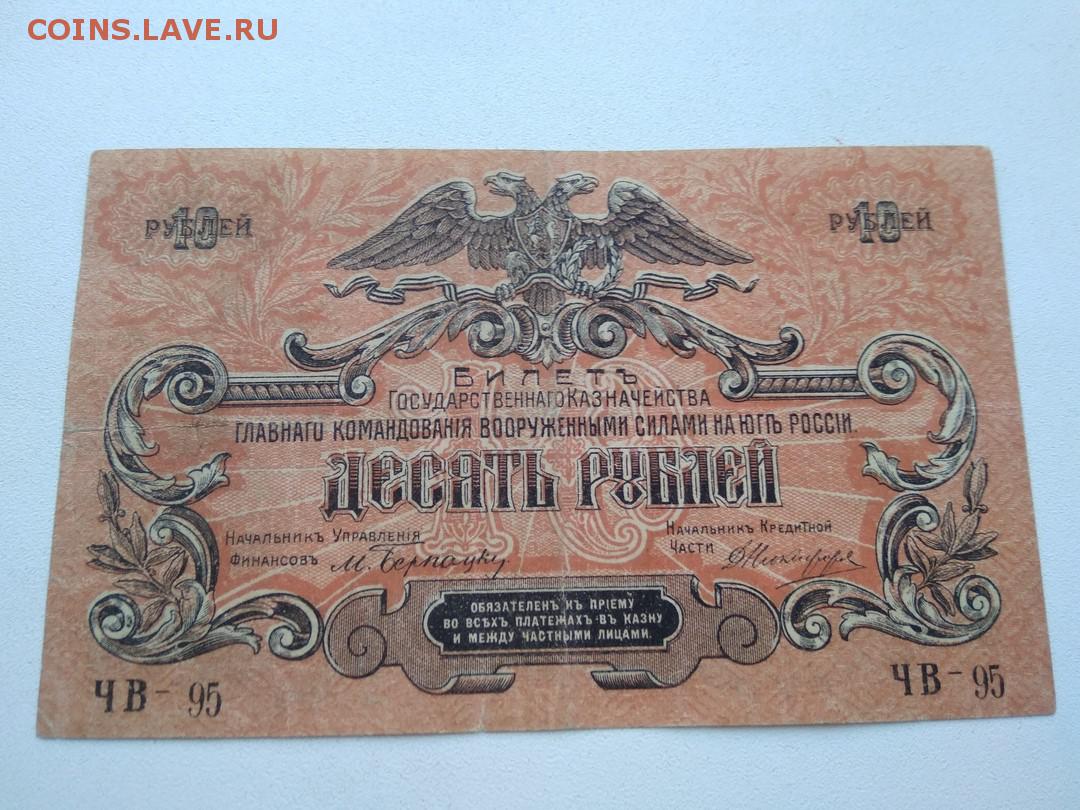 COINS.LAVE.RU
10 РУБЛЕЙ
10 РУБЛЕЙ
БИЛЕТЪ
ГОСУДАРСТВЕННАГО КАЗНАЧЕЙСТВА
ГЛАВНАГО КОМАНДОВАНІЯ ВООРУЖЕННЫМИ СИЛАМИ НА ЮГѢ РОССІИ.
10
ДЕСЯТЬ РУБЛЕЙ
НАЧАЛЬНИКЪ УПРАВЛЕНІЯ
ФИНАНСОВЪ М. Бернацкій
НАЧАЛЬНИКЪ КРЕДИТНОЙ
ЧАСТИ
ОБЯЗАТЕЛЕНЪ КЪ ПРІЕМУ
ВО ВСѢХЪ ПЛАТЕЖАХЪ ВЪ КАЗНУ
И МЕЖДУ ЧАСТНЫМИ ЛИЦАМИ.
ЧВ - 95
ЧВ - 95